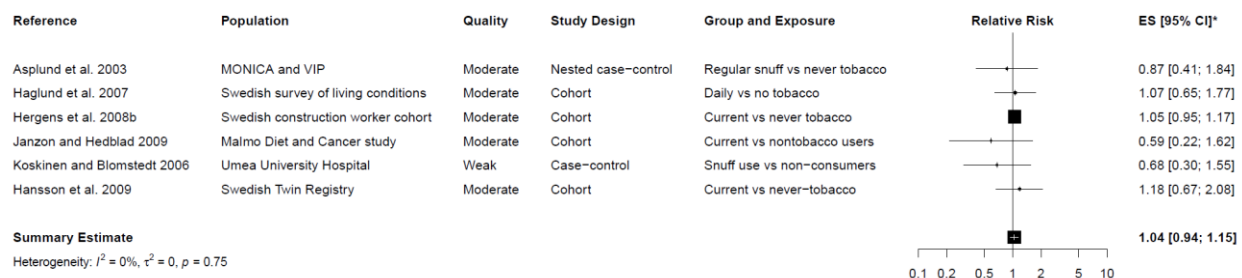 Reference Population Quality Study Design Group and Exposure Relative Risk ES [95% CI]*
Asplund et al. 2003 MONICA and VIP Moderate Nested case−control Regular snuff vs never tobacco 0.87 [0.41; 1.84]
Haglund et al. 2007 Swedish survey of living conditions Moderate Cohort Daily vs no tobacco 1.07 [0.65; 1.77]
Hergens et al. 2008b Swedish construction worker cohort Moderate Cohort Current vs never tobacco 1.05 [0.95; 1.17]
Janzon and Hedblad 2009 Malmo Diet and Cancer study Moderate Cohort Current vs nontobacco users 0.59 [0.22; 1.62]
Koskinen and Blomstedt 2006 Umea University Hospital Weak Case−control Snuff use vs non−consumers 0.68 [0.30; 1.55]
Hansson et al. 2009 Swedish Twin Registry Moderate Cohort Current vs never−tobacco 1.18 [0.67; 2.08]
Summary Estimate 1.04 [0.94; 1.15]
Heterogeneity: I² = 0%, τ² = 0, p = 0.75
0.1 0.2 0.5 1 2 5 10